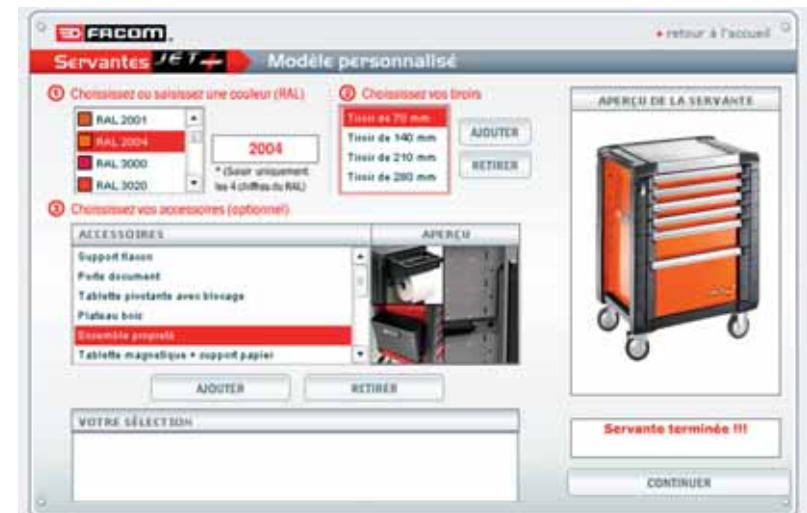 FACOM
retour à l'accueil
Servantes JET+ Modèle personnalisé
1 Choississez ou saisissez une couleur (RAL)
RAL 2001
RAL 2004
RAL 3000
RAL 3020
2004
* (Saisir uniquement
les 4 chiffres du RAL)
2 Choississez vos tiroirs
Tiroir de 70 mm
Tiroir de 140 mm
Tiroir de 210 mm
Tiroir de 280 mm
AJOUTER
RETIRER
3 Choississez vos accessoires (optionnel)
ACCESSOIRES
APERÇU
Support flacon
Porte document
Tablette pivotante avec blocage
Plateau bois
Ensemble propreté
Tablette magnetique + support papier
AJOUTER
RETIRER
VOTRE SÉLECTION
APERÇU DE LA SERVANTE
Servante terminée !!!
CONTINUER